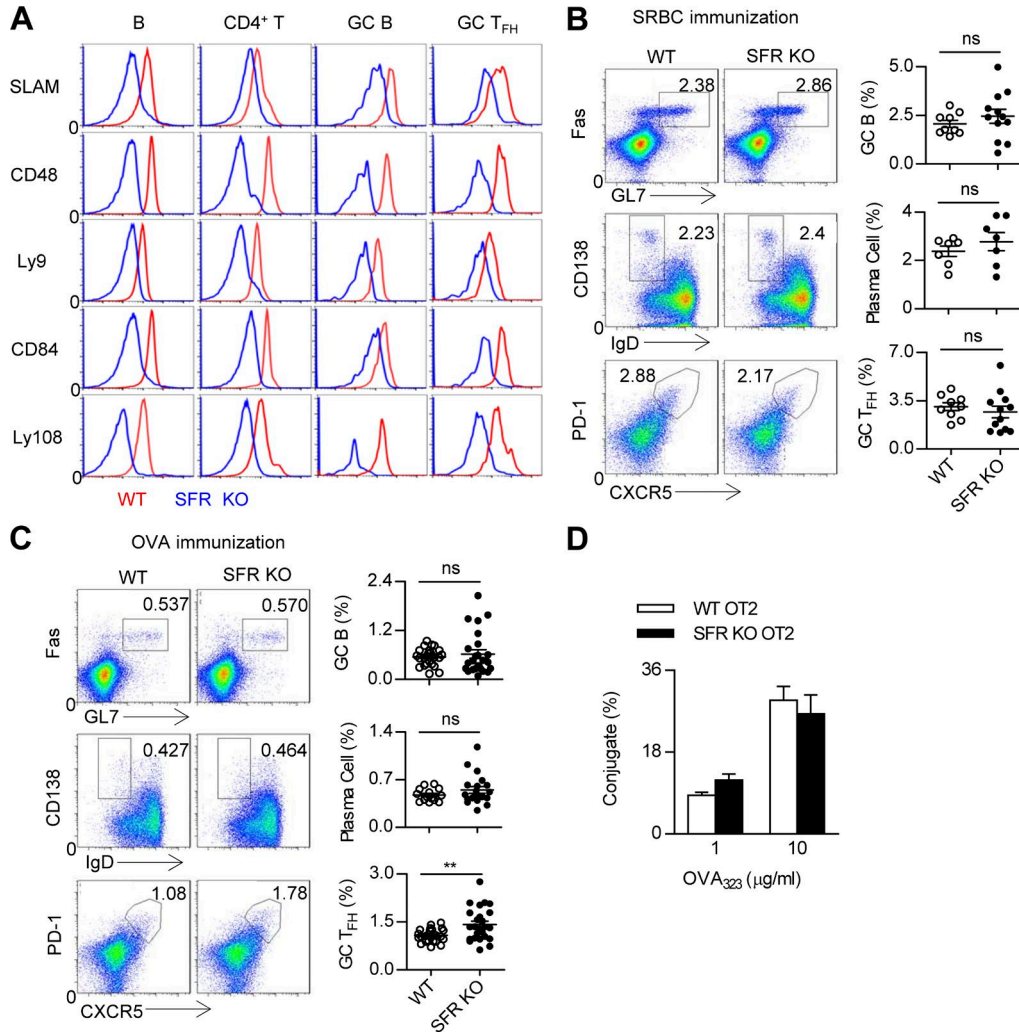 A
B CD4+ T GC B GC TFH
SLAM
CD48
Ly9
CD84
Ly108
0
0
0
0
0
WT SFR KO
B
SRBC immunization
WT SFR KO
2.38 2.86
Fas
0
GL7
ns
GC B (%)
5.0
2.5
0.0
2.23 2.4
CD138
0
IgD
ns
Plasma Cell (%)
4
2
0
2.88 2.17
PD-1
0
CXCR5
ns
GC TFH (%)
7.0
3.5
0.0
WT SFR KO
C
OVA immunization
WT SFR KO
0.537 0.570
Fas
0
GL7
ns
GC B (%)
2.4
1.2
0.0
0.427 0.464
CD138
0
IgD
ns
Plasma Cell (%)
1.4
0.7
0.0
1.08 1.78
PD-1
0
CXCR5
**
GC TFH (%)
3.0
1.5
0.0
WT SFR KO
D
WT OT2
SFR KO OT2
Conjugate (%)
36
18
0
1 10
OVA323 (μg/ml)